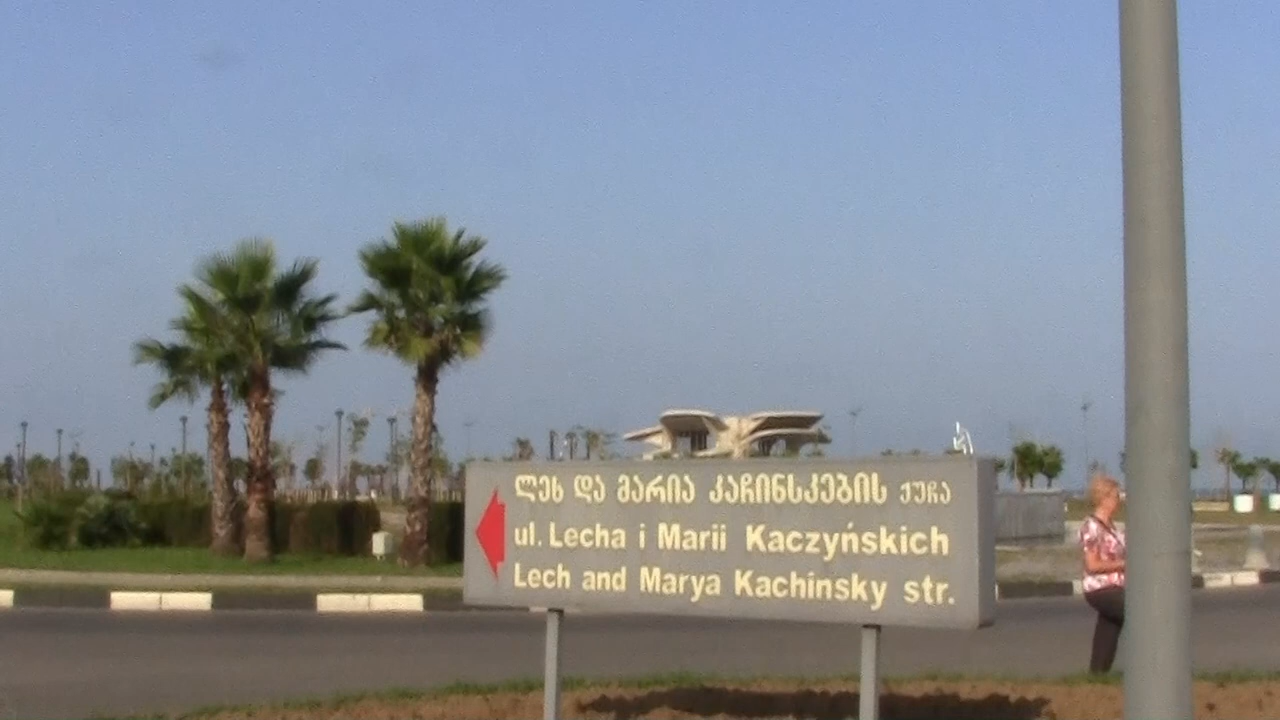 ლეხ და მარია კაჩინსკების ქუჩა
ul. Lecha i Marii Kaczyńskich
Lech and Marya Kachinsky str.